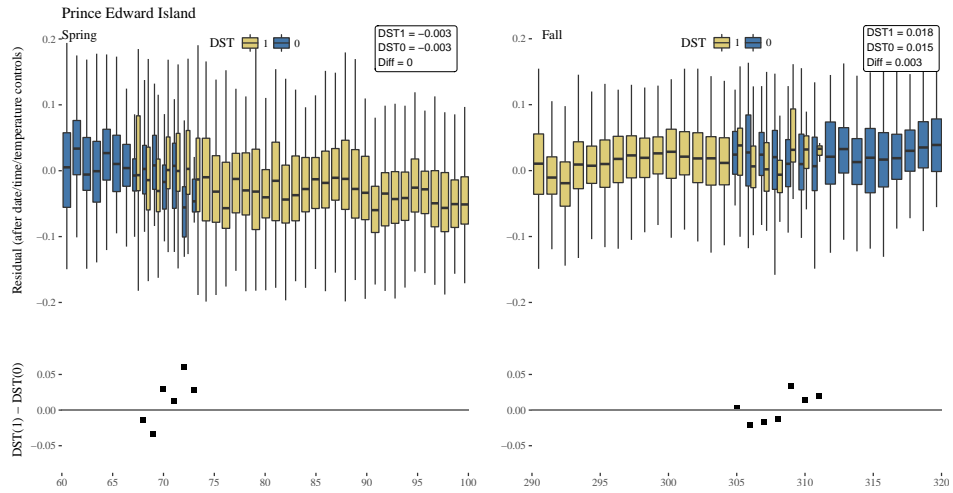 Prince Edward Island
Spring
DST 1 0
DST1 = −0.003
DST0 = −0.003
Diff = 0
Fall
DST 1 0
DST1 = 0.018
DST0 = 0.015
Diff = 0.003
Residual (after date/time/temperature controls)
0.2
0.1
0.0
−0.1
−0.2
0.2
0.1
0.0
−0.1
−0.2
DST(1) − DST(0)
0.05
0.00
−0.05
0.05
0.00
−0.05
60 65 70 75 80 85 90 95 100
290 295 300 305 310 315 320